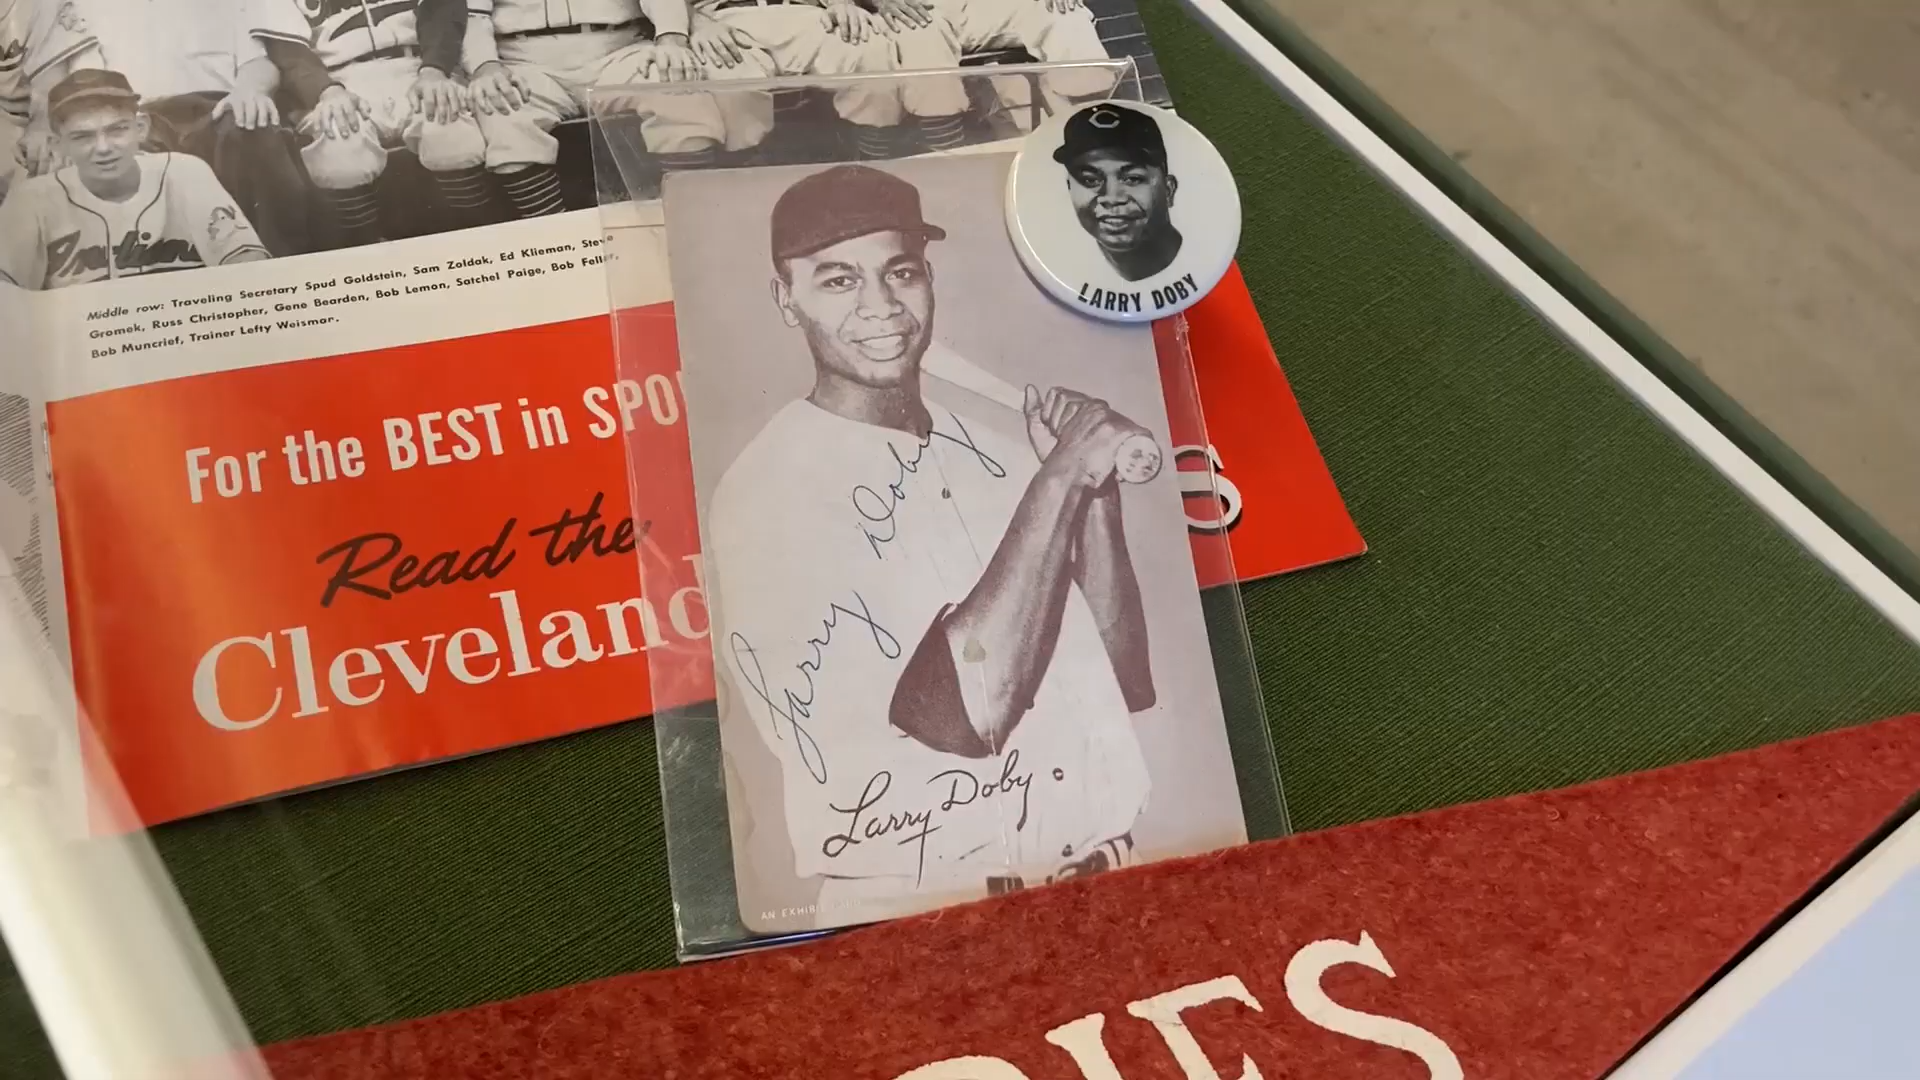 Middle row: Traveling Secretary Spud Goldstein, Sam Zoldak, Ed Klieman, Steve
Gromek, Russ Christopher, Gene Bearden, Bob Lemon, Satchel Paige, Bob Feller,
Bob Muncrief, Trainer Lefty Weismar.
For the BEST in SPO
Read the
Cleveland
S
C
LARRY DOBY
Larry Doby
Larry Doby
AN EXHIBIT CARD
DIES